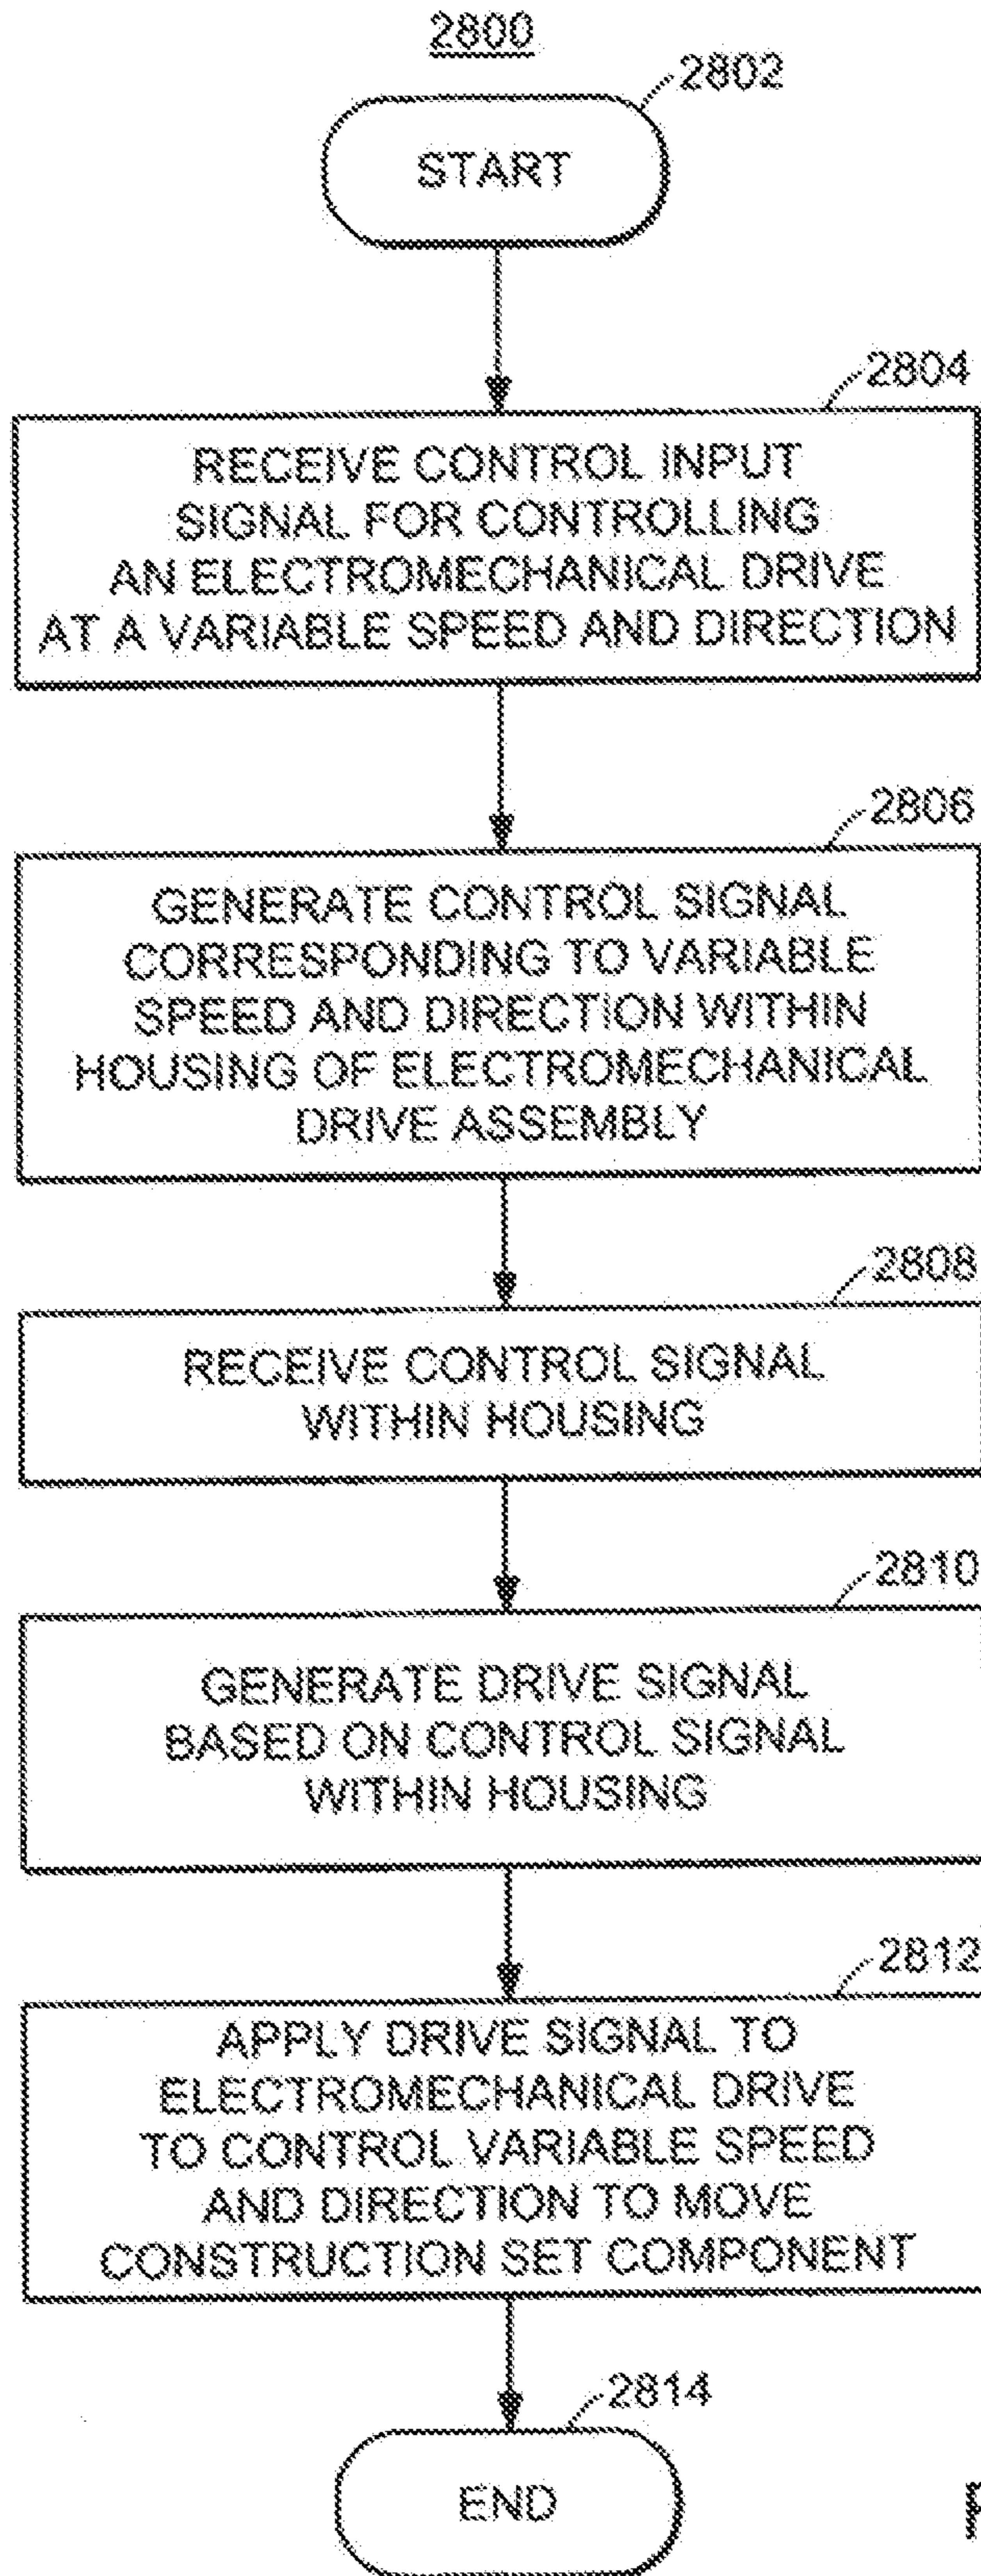 2800
2802
START
2804
RECEIVE CONTROL INPUT
SIGNAL FOR CONTROLLING
AN ELECTROMECHANICAL DRIVE
AT A VARIABLE SPEED AND DIRECTION
2806
GENERATE CONTROL SIGNAL
CORRESPONDING TO VARIABLE
SPEED AND DIRECTION WITHIN
HOUSING OF ELECTROMECHANICAL
DRIVE ASSEMBLY
2808
RECEIVE CONTROL SIGNAL
WITHIN HOUSING
2810
GENERATE DRIVE SIGNAL
BASED ON CONTROL SIGNAL
WITHIN HOUSING
2812
APPLY DRIVE SIGNAL TO
ELECTROMECHANICAL DRIVE
TO CONTROL VARIABLE SPEED
AND DIRECTION TO MOVE
CONSTRUCTION SET COMPONENT
2814
END